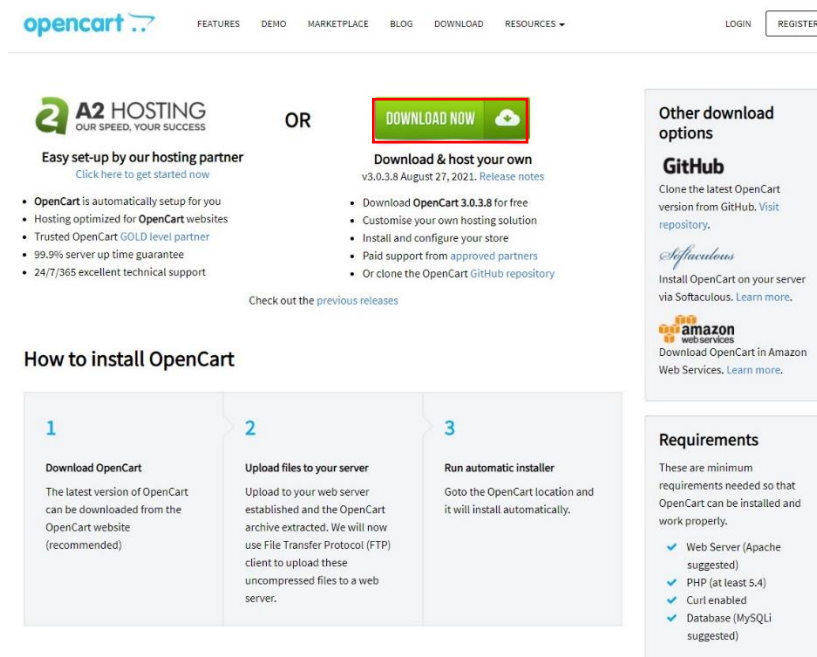 opencart
FEATURES DEMO MARKETPLACE BLOG DOWNLOAD RESOURCES
LOGIN REGISTER
A2 HOSTING
OUR SPEED, YOUR SUCCESS
Easy set-up by our hosting partner
Click here to get started now
OpenCart is automatically setup for you
Hosting optimized for OpenCart websites
Trusted OpenCart GOLD level partner
99.9% server up time guarantee
24/7/365 excellent technical support
OR
DOWNLOAD NOW
Download & host your own
v3.0.3.8 August 27, 2021. Release notes
Download OpenCart 3.0.3.8 for free
Customise your own hosting solution
Install and configure your store
Paid support from approved partners
Or clone the OpenCart GitHub repository
Check out the previous releases
Other download
options
GitHub
Clone the latest OpenCart
version from GitHub. Visit
repository.
Softaculous
Install OpenCart on your server
via Softaculous. Learn more.
amazon
webservices
Download OpenCart in Amazon
Web Services. Learn more.
How to install OpenCart
1
Download OpenCart
The latest version of OpenCart
can be downloaded from the
OpenCart website
(recommended)
2
Upload files to your server
Upload to your web server
established and the OpenCart
archive extracted. We will now
use File Transfer Protocol (FTP)
client to upload these
uncompressed files to a web
server.
3
Run automatic installer
Goto the OpenCart location and
it will install automatically.
Requirements
These are minimum
requirements needed so that
OpenCart can be installed and
work properly.
Web Server (Apache
suggested)
PHP (at least 5.4)
Curl enabled
Database (MySQLi
suggested)